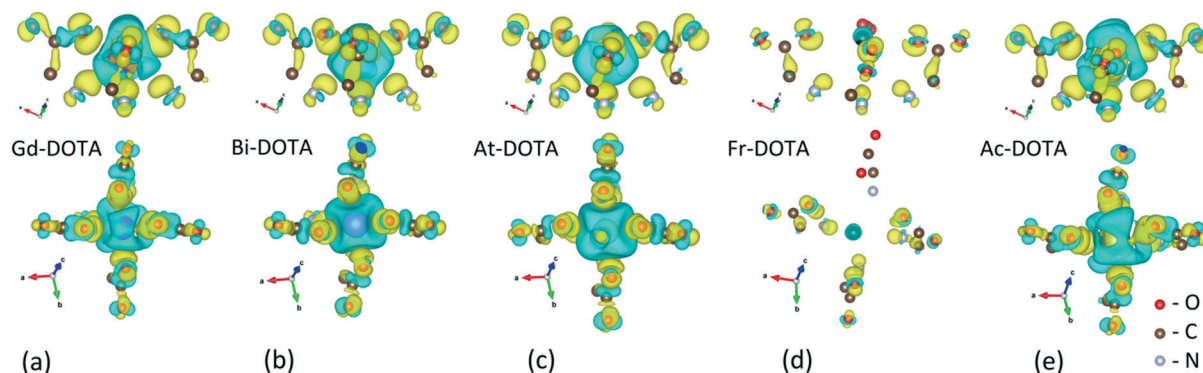 Gd-DOTA
Bi-DOTA
At-DOTA
Fr-DOTA
Ac-DOTA
a
c
a
c
a
c
a
c
a
c
a
c
b
a
c
b
a
c
b
a
c
b
a
c
b
- O
- C
- N
(a)
(b)
(c)
(d)
(e)